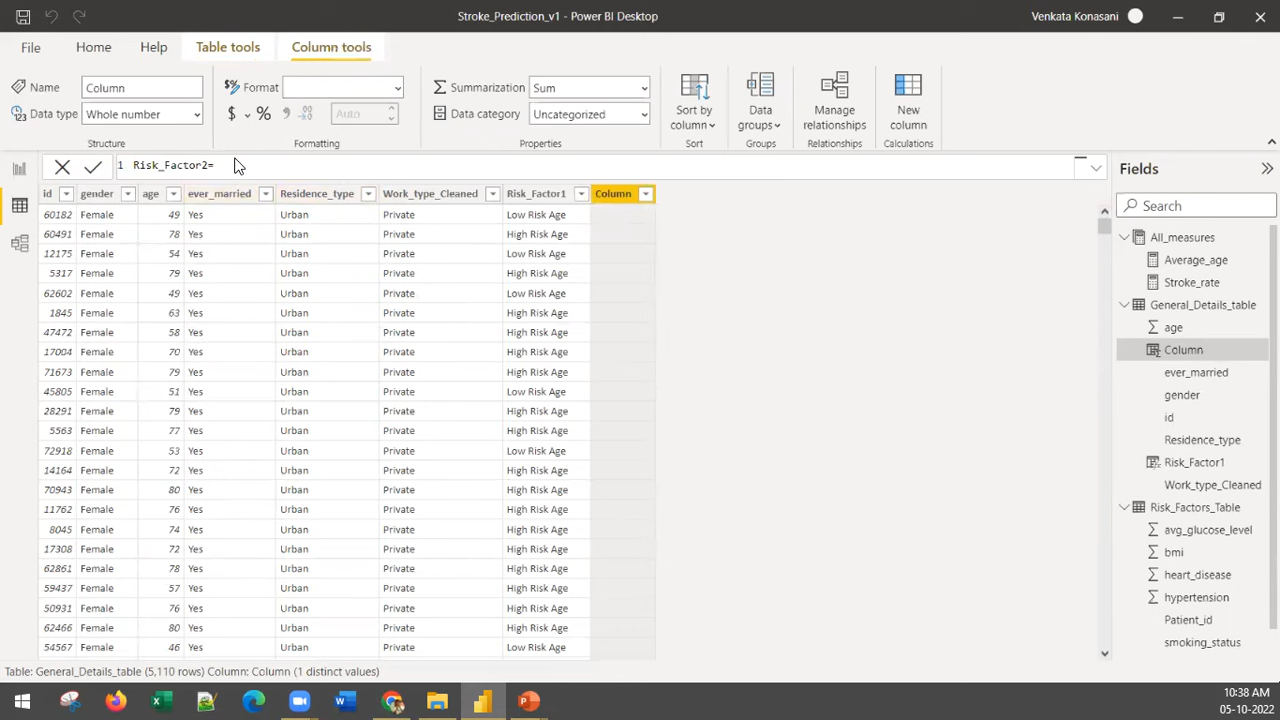 Stroke_Prediction_v1 - Power BI Desktop
Venkata Konasani
File Home Help Table tools Column tools
Name Column
Data type Whole number
Structure
Format
$ % Auto
Formatting
Summarization Sum
Data category Uncategorized
Properties
Sort by column
Sort
Data groups
Groups
Manage relationships
Relationships
New column
Calculations
1 Risk_Factor2=
id gender age ever_married Residence_type Work_type_Cleaned Risk_Factor1 Column
60182 Female 49 Yes Urban Private Low Risk Age
60491 Female 78 Yes Urban Private High Risk Age
12175 Female 54 Yes Urban Private Low Risk Age
5317 Female 79 Yes Urban Private High Risk Age
62602 Female 49 Yes Urban Private Low Risk Age
1845 Female 63 Yes Urban Private High Risk Age
47472 Female 58 Yes Urban Private High Risk Age
17004 Female 70 Yes Urban Private High Risk Age
71673 Female 79 Yes Urban Private High Risk Age
45805 Female 51 Yes Urban Private Low Risk Age
28291 Female 79 Yes Urban Private High Risk Age
5563 Female 77 Yes Urban Private High Risk Age
72918 Female 53 Yes Urban Private Low Risk Age
14164 Female 72 Yes Urban Private High Risk Age
70943 Female 80 Yes Urban Private High Risk Age
11762 Female 76 Yes Urban Private High Risk Age
8045 Female 74 Yes Urban Private High Risk Age
17308 Female 72 Yes Urban Private High Risk Age
62861 Female 78 Yes Urban Private High Risk Age
59437 Female 57 Yes Urban Private High Risk Age
50931 Female 76 Yes Urban Private High Risk Age
62466 Female 80 Yes Urban Private High Risk Age
54567 Female 46 Yes Urban Private Low Risk Age
Table: General_Details_table (5,110 rows) Column: Column (1 distinct values)
Fields
Search
All_measures
Average_age
Stroke_rate
General_Details_table
age
Column
ever_married
gender
id
Residence_type
Risk_Factor1
Work_type_Cleaned
Risk_Factors_Table
avg_glucose_level
bmi
heart_disease
hypertension
Patient_id
smoking_status
10:38 AM
05-10-2022